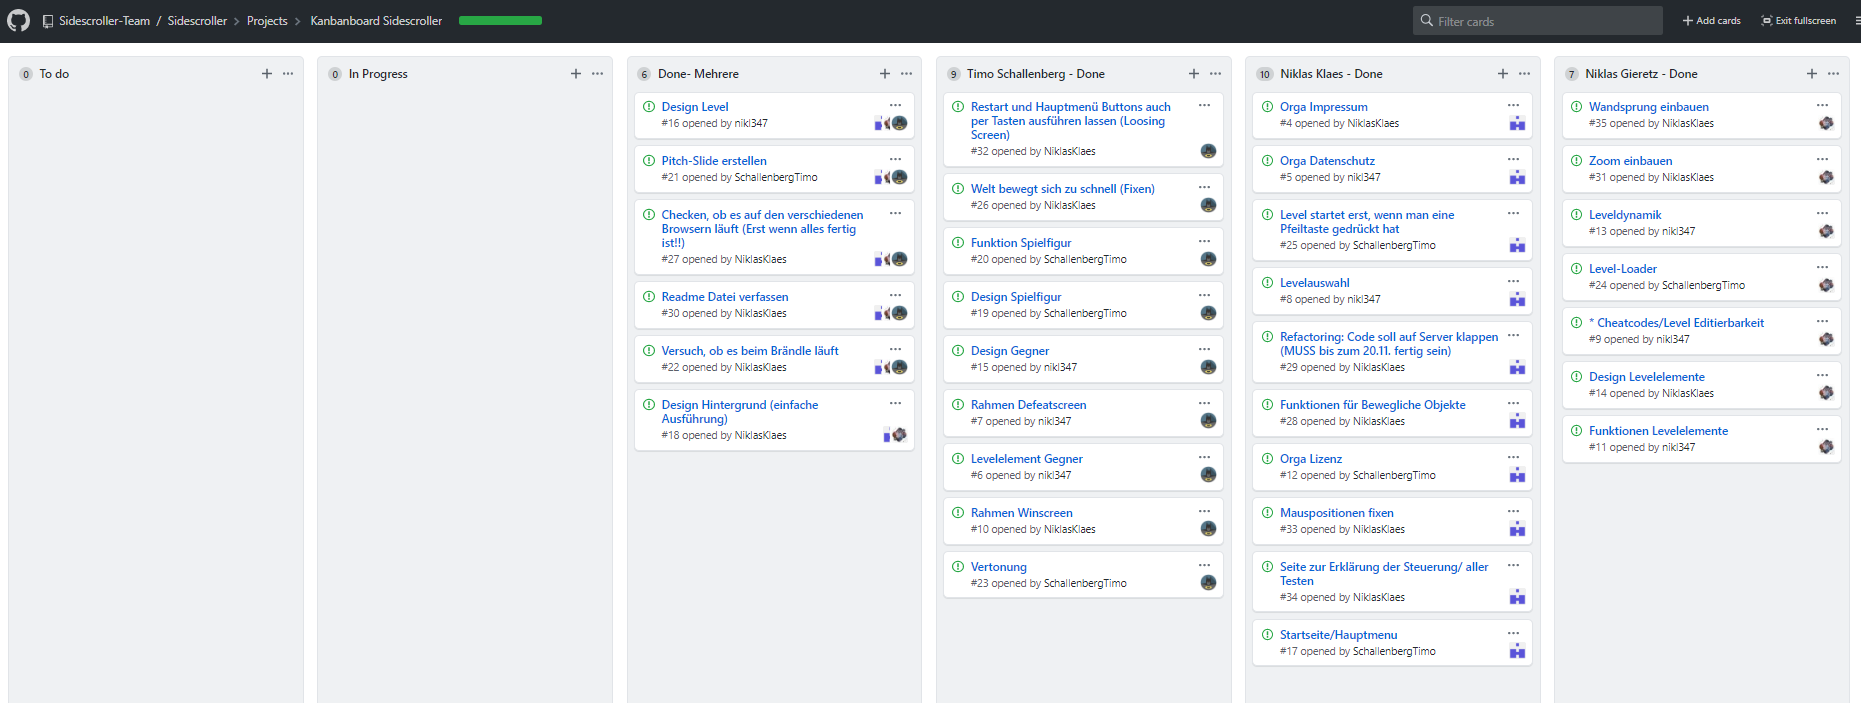 Sidescroller-Team / Sidescroller > Projects > Kanbanboard Sidescroller
Filter cards
+ Add cards
Exit fullscreen
0 To do
0 In Progress
6 Done- Mehrere
Design Level
#16 opened by nikl347
Pitch-Slide erstellen
#21 opened by SchallenbergTimo
Checken, ob es auf den verschiedenen
Browsern läuft (Erst wenn alles fertig
ist!!)
#27 opened by NiklasKlaes
Readme Datei verfassen
#30 opened by NiklasKlaes
Versuch, ob es beim Brändle läuft
#22 opened by NiklasKlaes
Design Hintergrund (einfache
Ausführung)
#18 opened by NiklasKlaes
9 Timo Schallenberg - Done
Restart und Hauptmenü Buttons auch
per Tasten ausführen lassen (Loosing
Screen)
#32 opened by NiklasKlaes
Welt bewegt sich zu schnell (Fixen)
#26 opened by NiklasKlaes
Funktion Spielfigur
#20 opened by SchallenbergTimo
Design Spielfigur
#19 opened by SchallenbergTimo
Design Gegner
#15 opened by nikl347
Rahmen Defeatscreen
#7 opened by nikl347
Levelelement Gegner
#6 opened by nikl347
Rahmen Winscreen
#10 opened by NiklasKlaes
Vertonung
#23 opened by SchallenbergTimo
10 Niklas Klaes - Done
Orga Impressum
#4 opened by NiklasKlaes
Orga Datenschutz
#5 opened by nikl347
Level startet erst, wenn man eine
Pfeiltaste gedrückt hat
#25 opened by SchallenbergTimo
Levelauswahl
#8 opened by nikl347
Refactoring: Code soll auf Server klappen
(MUSS bis zum 20.11. fertig sein)
#29 opened by NiklasKlaes
Funktionen für Bewegliche Objekte
#28 opened by NiklasKlaes
Orga Lizenz
#12 opened by SchallenbergTimo
Mauspositionen fixen
#33 opened by NiklasKlaes
Seite zur Erklärung der Steuerung/ aller
Testen
#34 opened by NiklasKlaes
Startseite/Hauptmenu
#17 opened by SchallenbergTimo
7 Niklas Gieretz - Done
Wandsprung einbauen
#35 opened by NiklasKlaes
Zoom einbauen
#31 opened by NiklasKlaes
Leveldynamik
#13 opened by nikl347
Level-Loader
#24 opened by SchallenbergTimo
* Cheatcodes/Level Editierbarkeit
#9 opened by nikl347
Design Levelelemente
#14 opened by NiklasKlaes
Funktionen Levelelemente
#11 opened by nikl347